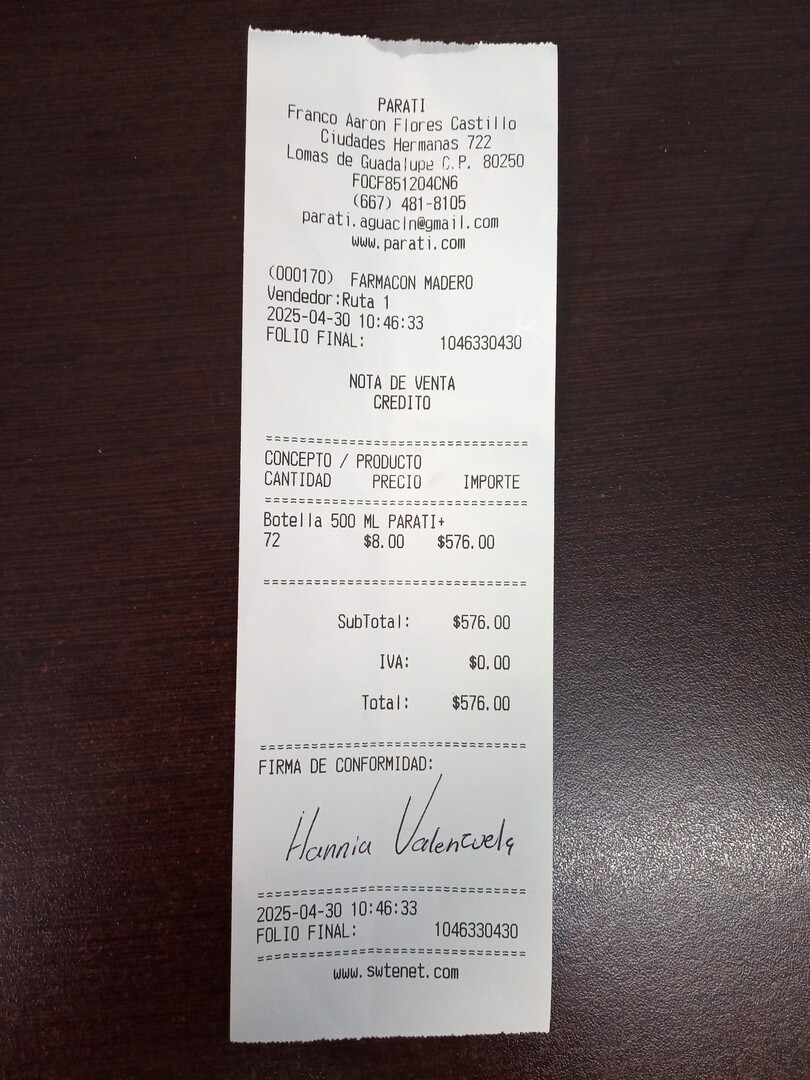 PARATI
Franco Aaron Flores Castillo
Ciudades Hermanas 722
Lomas de Guadalupe C.P. 80250
FOCF851204CN6
(667) 481-8105
parati.aguacln@gmail.com
www.parati.com
(000170) FARMACON MADERO
Vendedor:Ruta 1
2025-04-30 10:46:33
FOLIO FINAL: 1046330430
NOTA DE VENTA
CREDITO
===============================
CONCEPTO / PRODUCTO
CANTIDAD PRECIO IMPORTE
===============================
Botella 500 ML PARATI+
72 $8.00 $576.00
===============================
SubTotal: $576.00
IVA: $0.00
Total: $576.00
===============================
FIRMA DE CONFORMIDAD:
Hannia Valenzuela
===============================
2025-04-30 10:46:33
FOLIO FINAL: 1046330430
===============================
www.swtenet.com